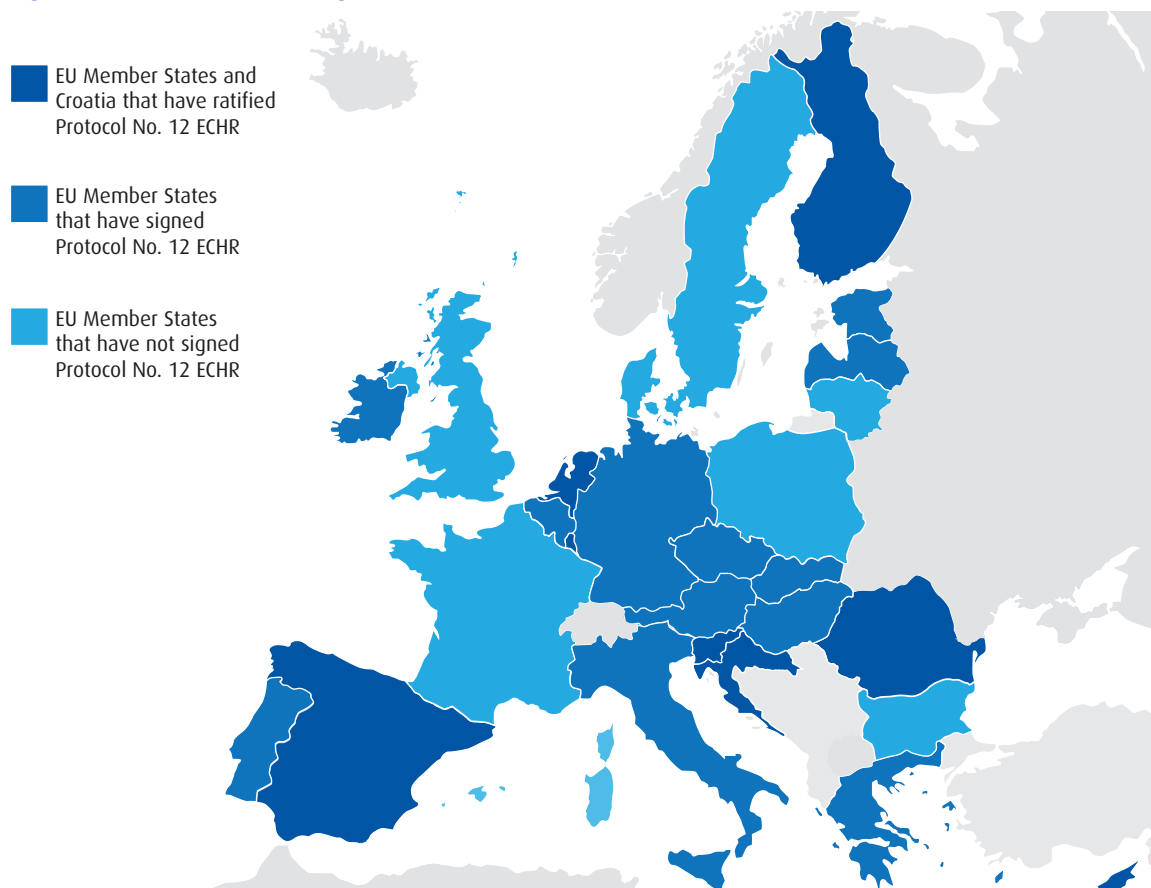 EU Member States and
Croatia that have ratified
Protocol No. 12 ECHR
EU Member States
that have signed
Protocol No. 12 ECHR
EU Member States
that have not signed
Protocol No. 12 ECHR